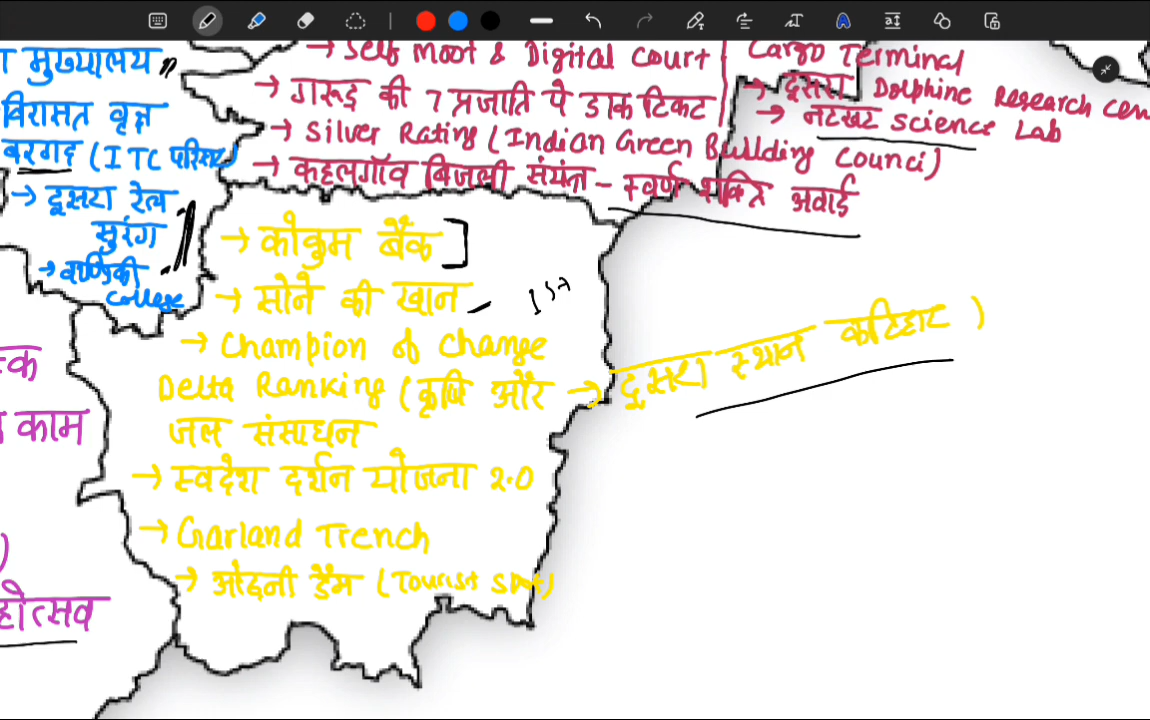 मुख्यालय
विरासत वृक्ष
बरगद (ITC परिसर)
→ दूसरा रेल
सुरंग
College
→ Self Moot & Digital Court
→ गरूड़ की 7 प्रजाति पे डाक टिकट
→ Silver Rating (Indian Green Building Counci)
→ कहलगाँव बिजली संयंत्र - स्वर्ण शक्ति अवार्ड
Cargo Terminal
→ दूसरा Dolphine Research Cen
→ नटखट Science Lab
→ कोकुम बैंक ]
→ सोने की खान - 1st
→ Champion of Change
Delta Ranking (कृषि और → दूसरा स्थान कटिहार)
जल संसाधन
→ स्वदेश दर्शन योजना 2.0
→ Garland Trench
→ ओढ़नी डैम (Tourist Spot)
काम
होत्सव